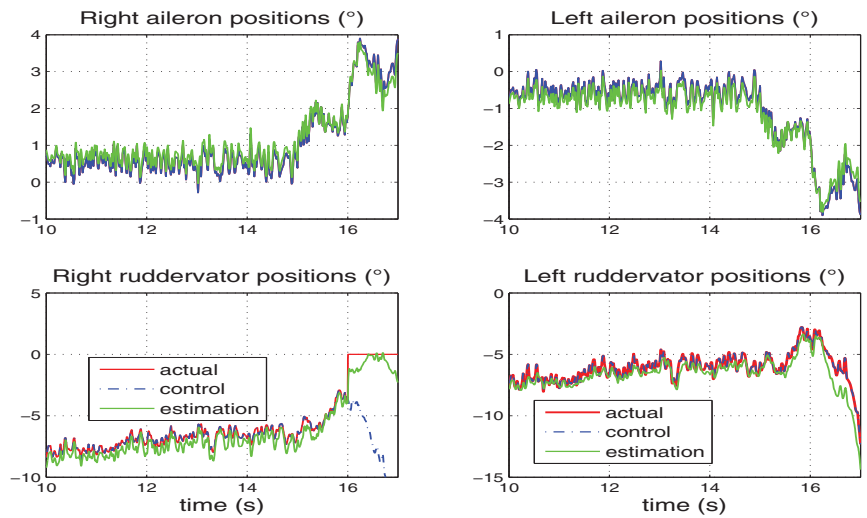 Right aileron positions (°)
4
3
2
1
0
−1
10 12 14 16
Left aileron positions (°)
1
0
−1
−2
−3
−4
10 12 14 16
Right ruddervator positions (°)
5
0
−5
−10
actual
control
estimation
10 12 14 16
time (s)
Left ruddervator positions (°)
0
−5
−10
−15
actual
control
estimation
10 12 14 16
time (s)